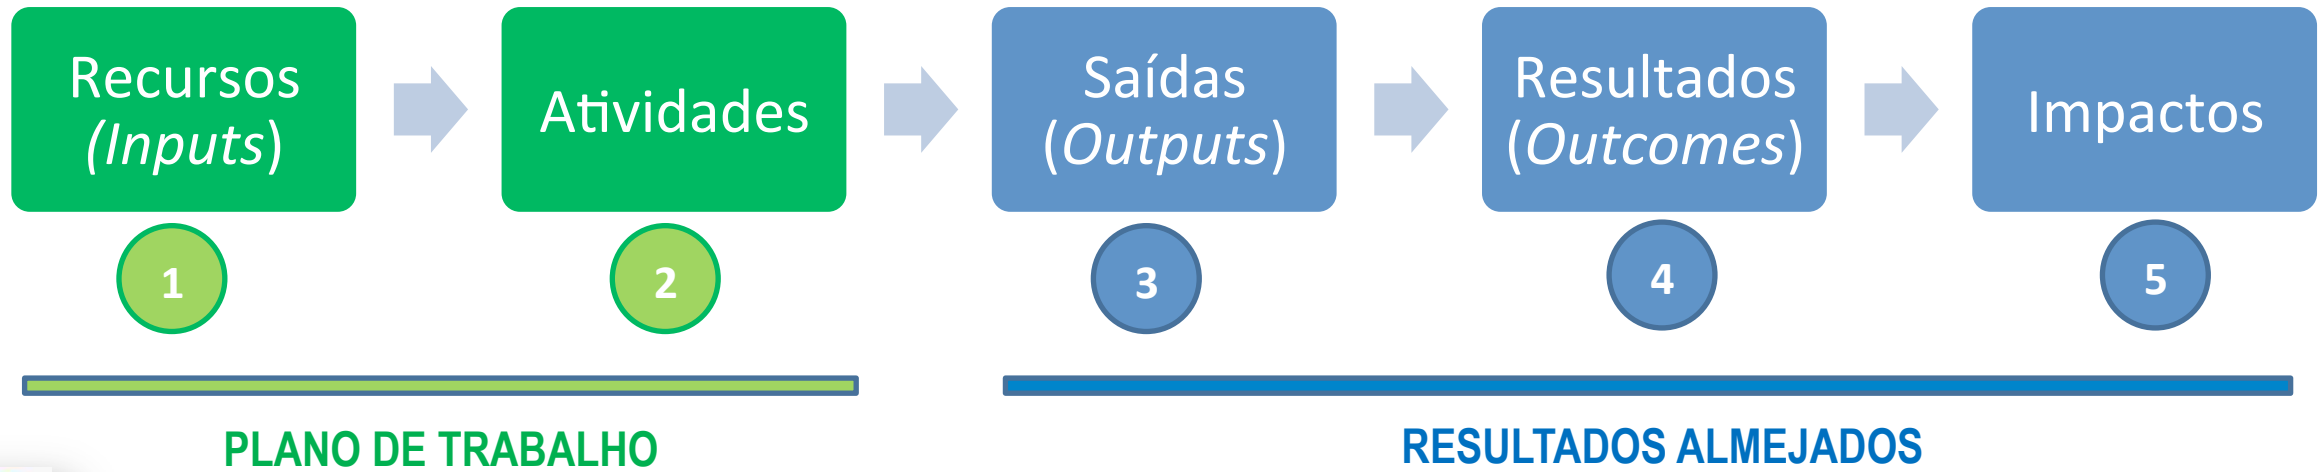 Recursos
(Inputs)
Atividades
Saídas
(Outputs)
Resultados
(Outcomes)
Impactos
1
2
3
4
5
PLANO DE TRABALHO
RESULTADOS ALMEJADOS